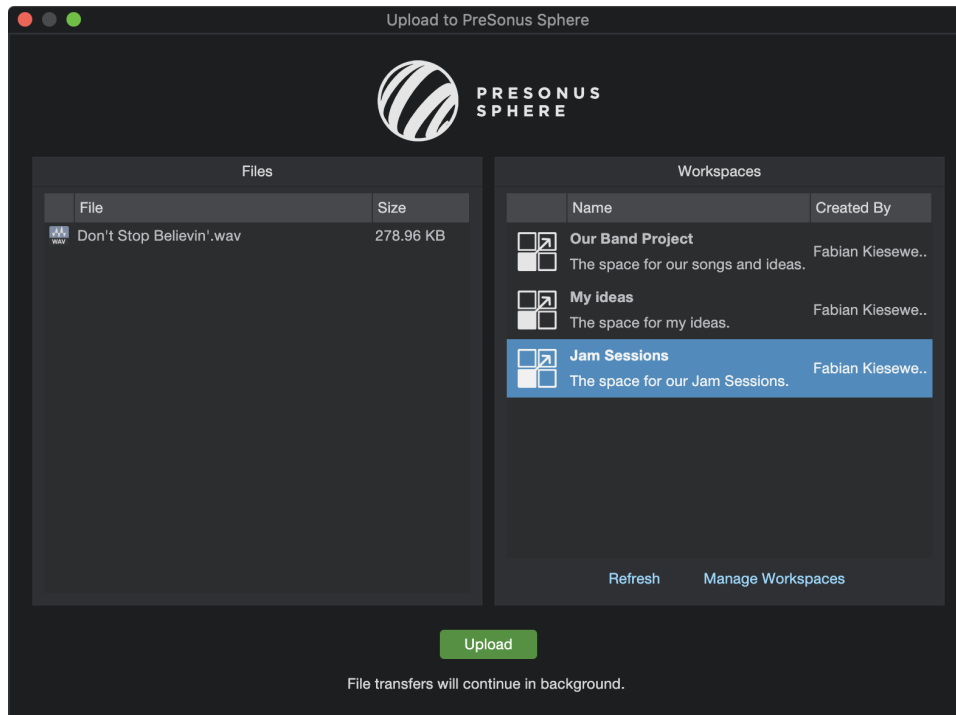 Upload to PreSonus Sphere
PRESONUS
SPHERE
Files
File Size
WAV Don't Stop Believin'.wav 278.96 KB
Workspaces
Name Created By
Our Band Project
The space for our songs and ideas.
Fabian Kiesewe..
My ideas
The space for my ideas.
Fabian Kiesewe..
Jam Sessions
The space for our Jam Sessions.
Fabian Kiesewe..
Refresh Manage Workspaces
Upload
File transfers will continue in background.